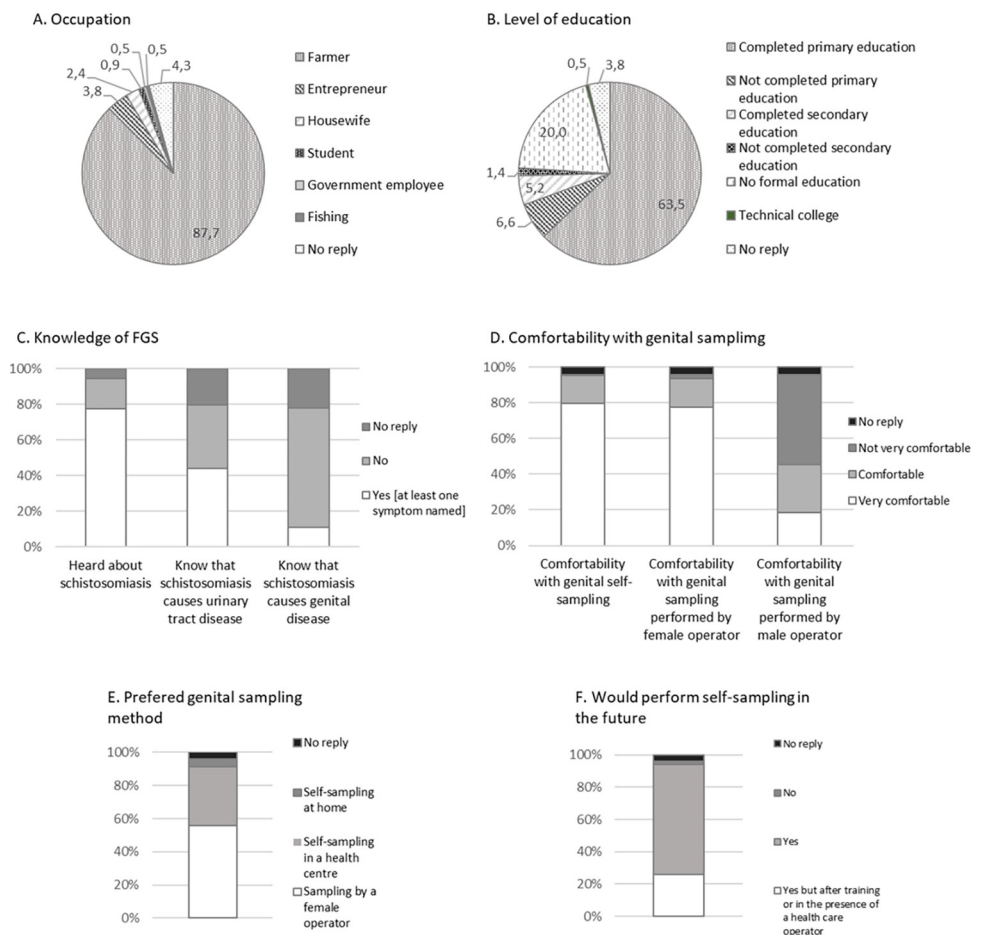 A. Occupation
0,5
0,5
0,9
4,3
2,4
3,8
87,7
Farmer
Entrepreneur
Housewife
Student
Government employee
Fishing
No reply
B. Level of education
0,5
3,8
20,0
1,4
5,2
6,6
63,5
Completed primary education
Not completed primary
education
Completed secondary
education
Not completed secondary
education
No formal education
Technical college
No reply
C. Knowledge of FGS
100%
80%
60%
40%
20%
0%
Heard about
schistosomiasis
Know that
schistosomiasis
causes urinary
tract disease
Know that
schistosomiasis
causes genital
disease
No reply
No
Yes [at least one
symptom named]
D. Comfortability with genital samplimg
100%
80%
60%
40%
20%
0%
Comfortability
with genital self-
sampling
Comfortability
with genital
sampling
performed by
female operator
Comfortability
with genital
sampling
performed by
male operator
No reply
Not very comfortable
Comfortable
Very comfortable
E. Prefered genital sampling
method
100%
80%
60%
40%
20%
0%
No reply
Self-sampling
at home
Self-sampling
in a health
centre
Sampling by a
female
operator
F. Would perform self-sampling in
the future
100%
80%
60%
40%
20%
0%
No reply
No
Yes
Yes but after training
or in the presence of
a health care
operator